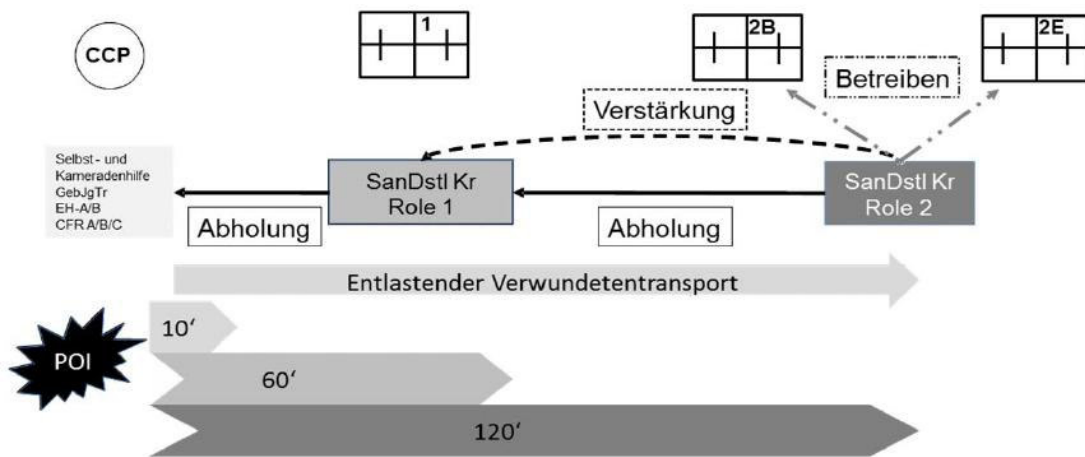 CCP
1
2B
2E
Betreiben
Verstärkung
Selbst- und
Kameradenhilfe
GebJgTr
EH-A/B
CFR A/B/C
SanDstl Kr
Role 1
SanDstl Kr
Role 2
Abholung
Abholung
Entlastender Verwundetentransport
10‘
POI
60‘
120‘